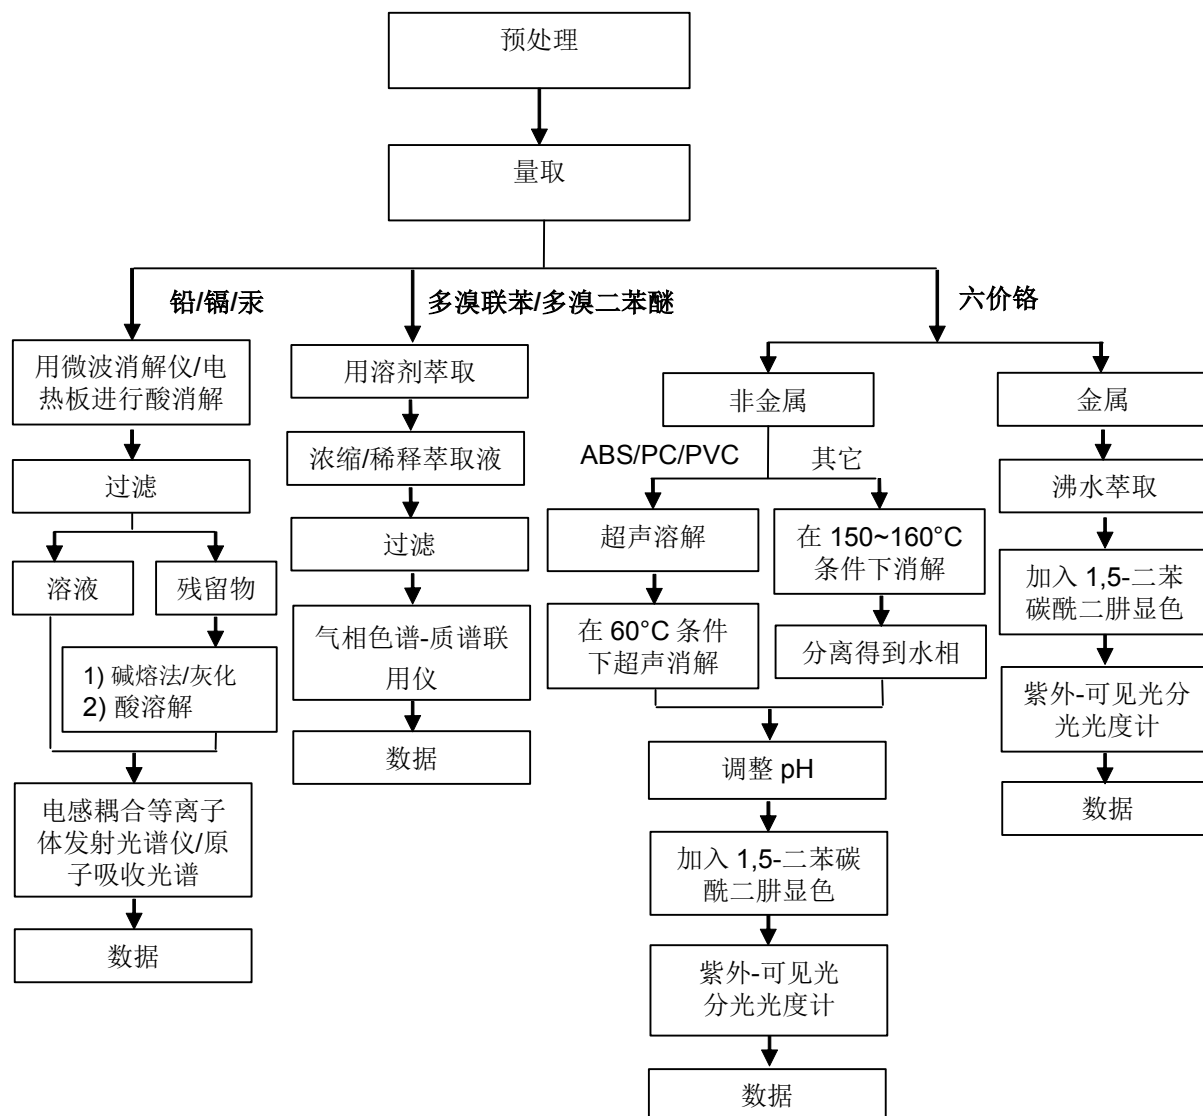 预处理
量取
铅/镉/汞
多溴联苯/多溴二苯醚
六价铬
用微波消解仪/电
热板进行酸消解
过滤
溶液
残留物
1) 碱熔法/灰化
2) 酸溶解
电感耦合等离子
体发射光谱仪/原
子吸收光谱
数据
用溶剂萃取
浓缩/稀释萃取液
过滤
气相色谱-质谱联
用仪
数据
非金属
ABS/PC/PVC
其它
超声溶解
在 60°C 条件
下超声消解
在 150~160°C
条件下消解
分离得到水相
调整 pH
加入 1,5-二苯碳
酰二肼显色
紫外-可见光
分光光度计
数据
金属
沸水萃取
加入 1,5-二苯
碳酰二肼显色
紫外-可见光分
光光度计
数据